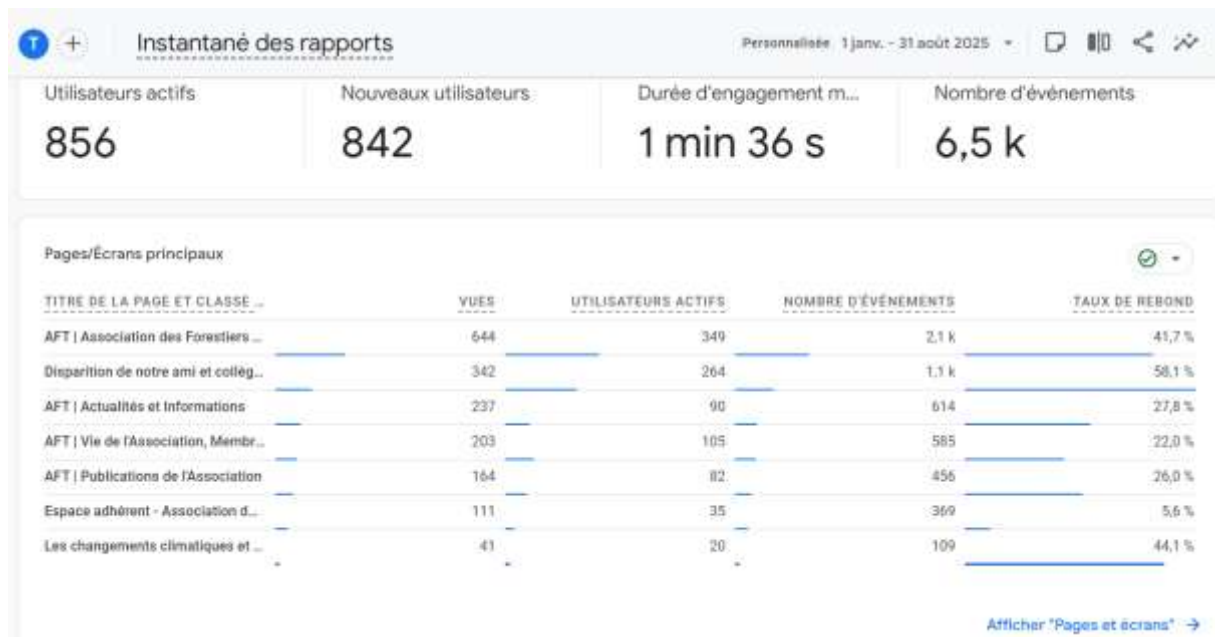 T + Instantané des rapports Personnalisée 1 janv. - 31 août 2025
Utilisateurs actifs Nouveaux utilisateurs Durée d'engagement m... Nombre d'événements
856 842 1 min 36 s 6,5 k
Pages/Écrans principaux
TITRE DE LA PAGE ET CLASSE ... VUES UTILISATEURS ACTIFS NOMBRE D'ÉVÉNEMENTS TAUX DE REBOND
AFT | Association des Forestiers ... 644 349 2,1 k 41,7 %
Disparition de notre ami et collèg... 342 264 1,1 k 58,1 %
AFT | Actualités et Informations 237 90 614 27,8 %
AFT | Vie de l'Association, Membr... 203 105 585 22,0 %
AFT | Publications de l'Association 164 82 456 26,0 %
Espace adhérent - Association d... 111 35 369 5,6 %
Les changements climatiques et ... 41 20 109 44,1 %
Afficher "Pages et écrans" →